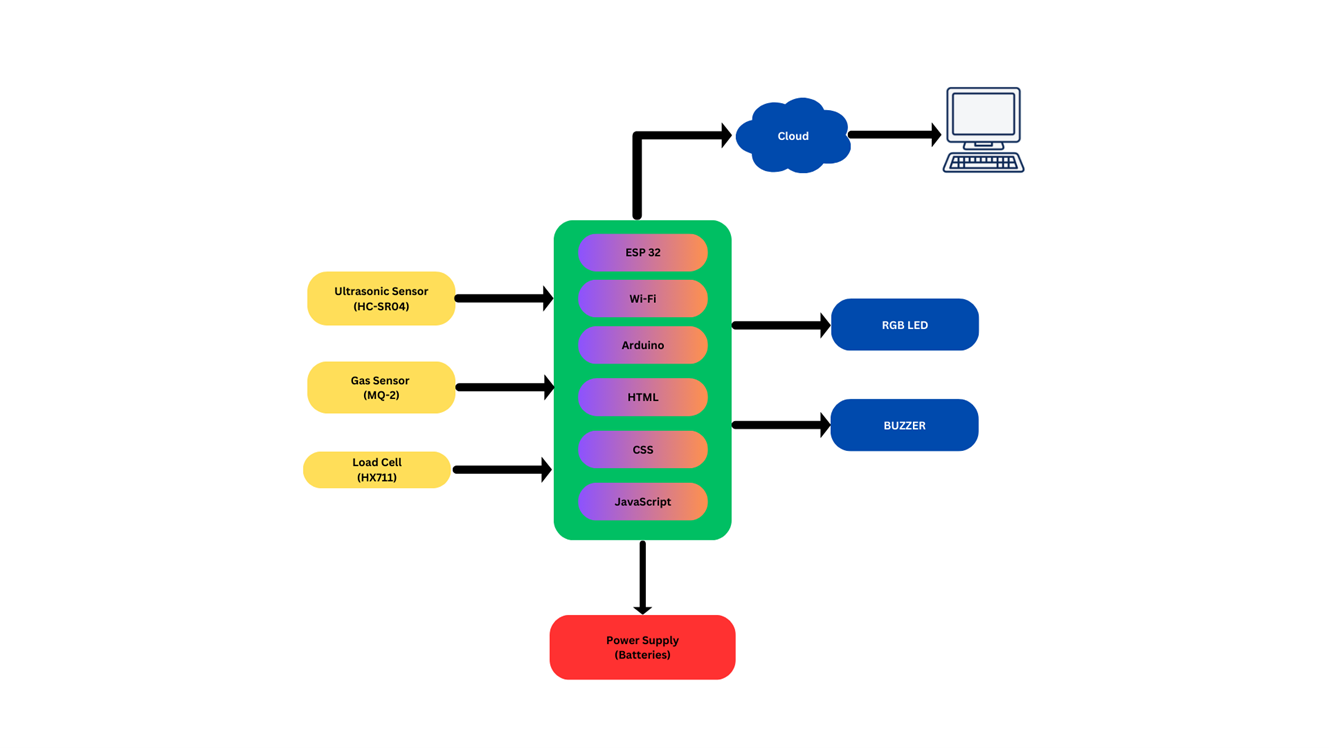 Cloud
ESP 32
Wi-Fi
Arduino
HTML
CSS
JavaScript
Ultrasonic Sensor
(HC-SR04)
Gas Sensor
(MQ-2)
Load Cell
(HX711)
RGB LED
BUZZER
Power Supply
(Batteries)